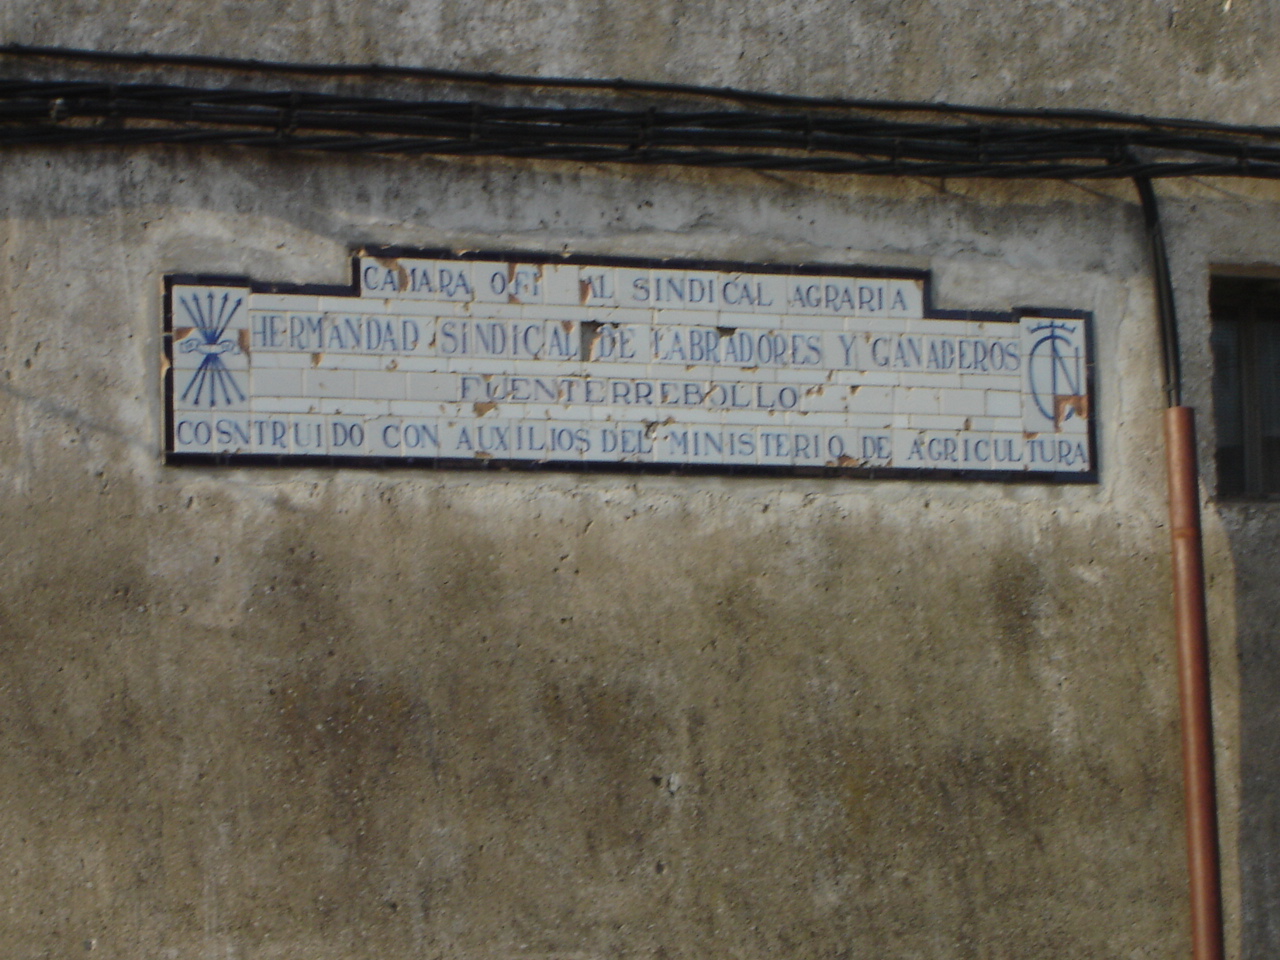 CAMARA OFI AL SINDICAL AGRARIA
HERMANDAD SINDICAL DE LABRADORES Y GANADEROS
FUENTERREBOLLO
COSNTRUIDO CON AUXILIOS DEL MINISTERIO DE AGRICULTURA